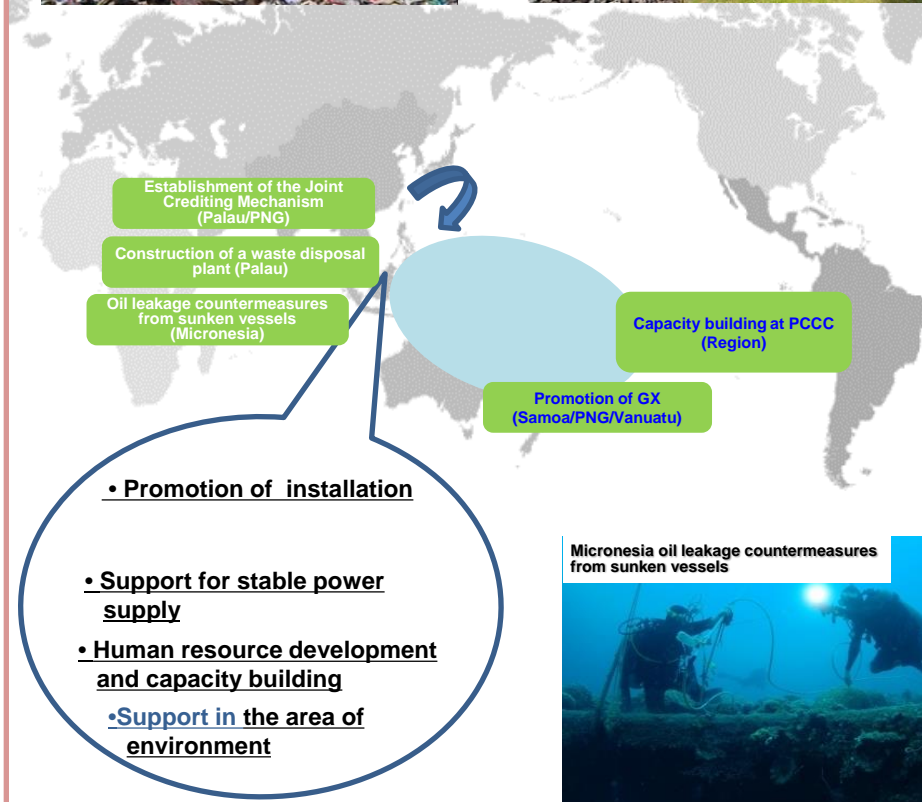 Establishment of the Joint
Crediting Mechanism
(Palau/PNG)
Construction of a waste disposal
plant (Palau)
Oil leakage countermeasures
from sunken vessels
(Micronesia)
Capacity building at PCCC
(Region)
Promotion of GX
(Samoa/PNG/Vanuatu)
• Promotion of installation
• Support for stable power
supply
• Human resource development
and capacity building
•Support in the area of
environment
Micronesia oil leakage countermeasures
from sunken vessels